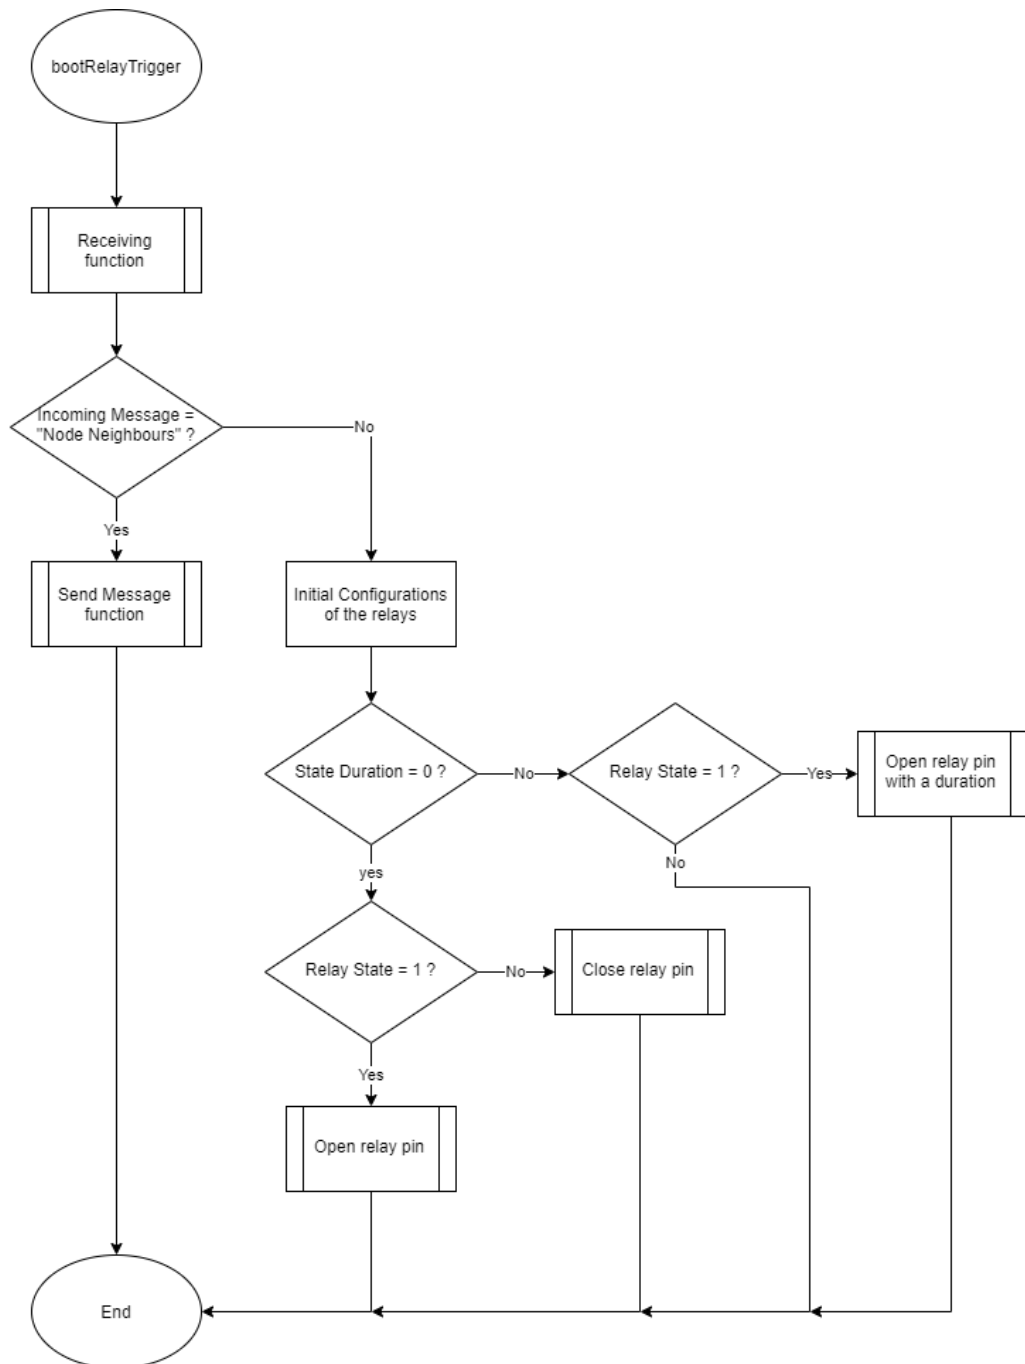 bootRelayTrigger
Receiving
function
Incoming Message =
"Node Neighbours" ?
No
Yes
Send Message
function
Initial Configurations
of the relays
State Duration = 0 ?
No
Relay State = 1 ?
Yes
Open relay pin
with a duration
yes
No
Relay State = 1 ?
No
Close relay pin
Yes
Open relay pin
End